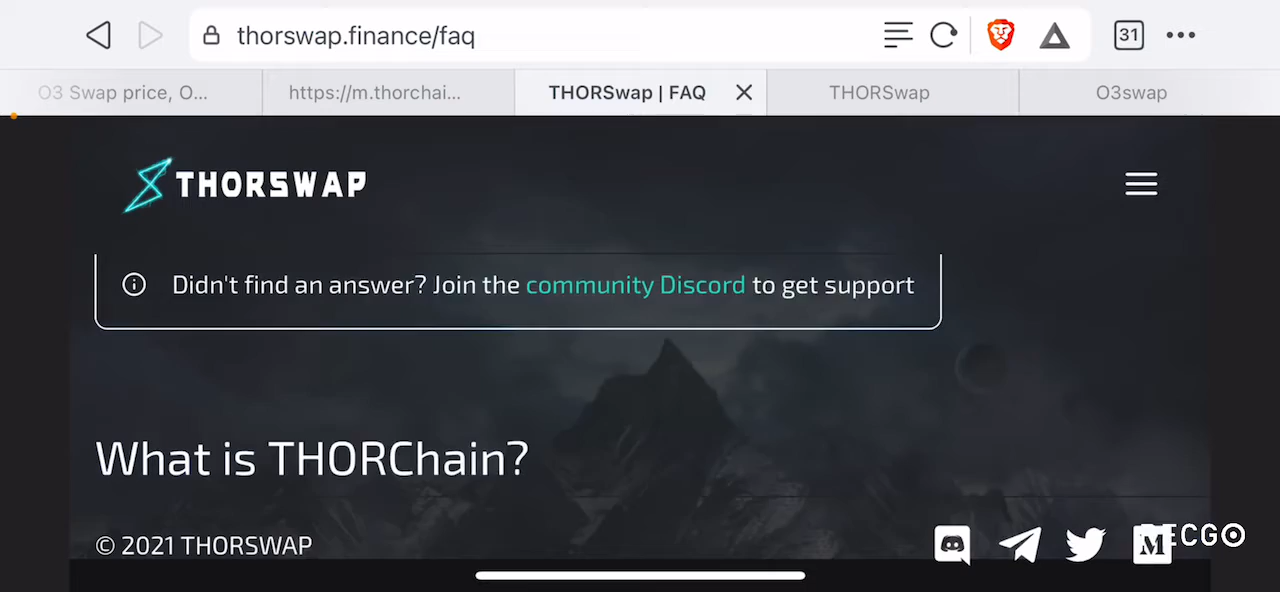 thorswap.finance/faq
31
O3 Swap price, O...
https://m.thorchai...
THORSwap | FAQ
THORSwap
O3swap
THORSWAP
Didn't find an answer? Join the community Discord to get support
What is THORChain?
© 2021 THORSWAP
M